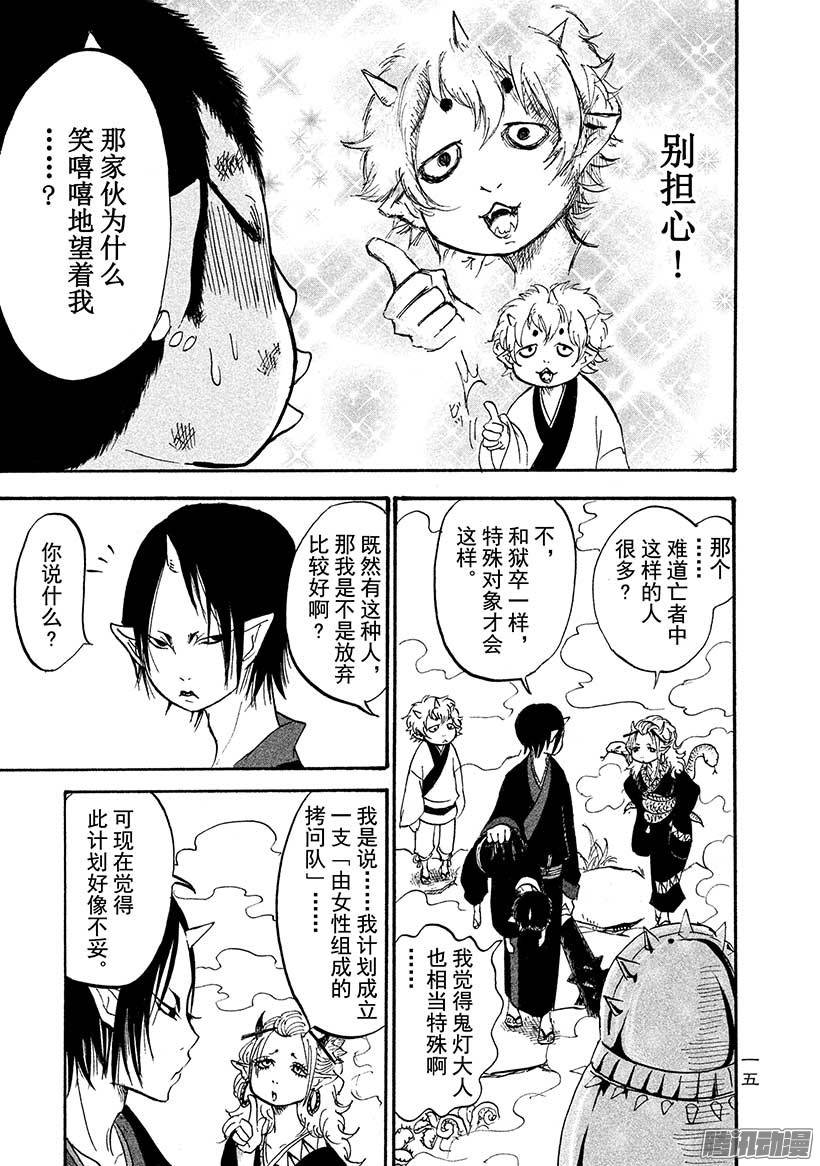 别担心！
那家伙为什么
笑嘻嘻地望着我
……？
那个
……
难道亡者中
这样的人
很多？
不，
和狱卒一样，
特殊对象才会
这样。
我觉得鬼灯大人
也相当特殊啊
……
既然有这种人，
那我是不是放弃
比较好啊？
你说什么？
我是说……我计划成立
一支「由女性组成的
拷问队」……
可现在觉得
此计划好像不妥。
一五
腾讯动漫